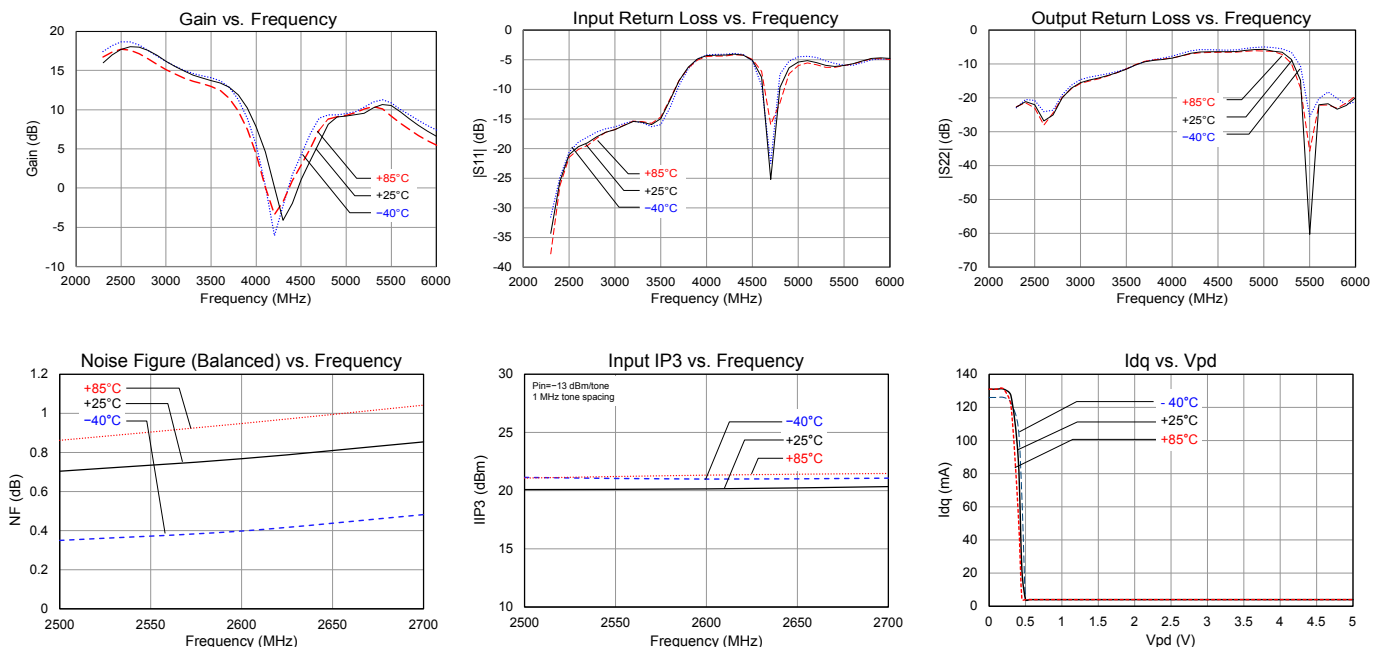 Gain vs. Frequency
20
15
10
5
0
-5
-10
Gain (dB)
+85°C
+25°C
−40°C
2000 2500 3000 3500 4000 4500 5000 5500 6000
Frequency (MHz)
Input Return Loss vs. Frequency
0
-5
-10
-15
-20
-25
-30
-35
-40
|S11| (dB)
+85°C
+25°C
−40°C
2000 2500 3000 3500 4000 4500 5000 5500 6000
Frequency (MHz)
Output Return Loss vs. Frequency
0
-10
-20
-30
-40
-50
-60
-70
|S22| (dB)
+85°C
+25°C
−40°C
2000 2500 3000 3500 4000 4500 5000 5500 6000
Frequency (MHz)
Noise Figure (Balanced) vs. Frequency
1.2
1
0.8
0.6
0.4
0.2
0
NF (dB)
+85°C
+25°C
−40°C
2500 2550 2600 2650 2700
Frequency (MHz)
Input IP3 vs. Frequency
30
25
20
15
10
IIP3 (dBm)
Pin=−13 dBm/tone
1 MHz tone spacing
−40°C
+25°C
+85°C
2500 2550 2600 2650 2700
Frequency (MHz)
Idq vs. Vpd
140
120
100
80
60
40
20
0
Idq (mA)
- 40°C
+25°C
+85°C
0 0.5 1 1.5 2 2.5 3 3.5 4 4.5 5
Vpd (V)